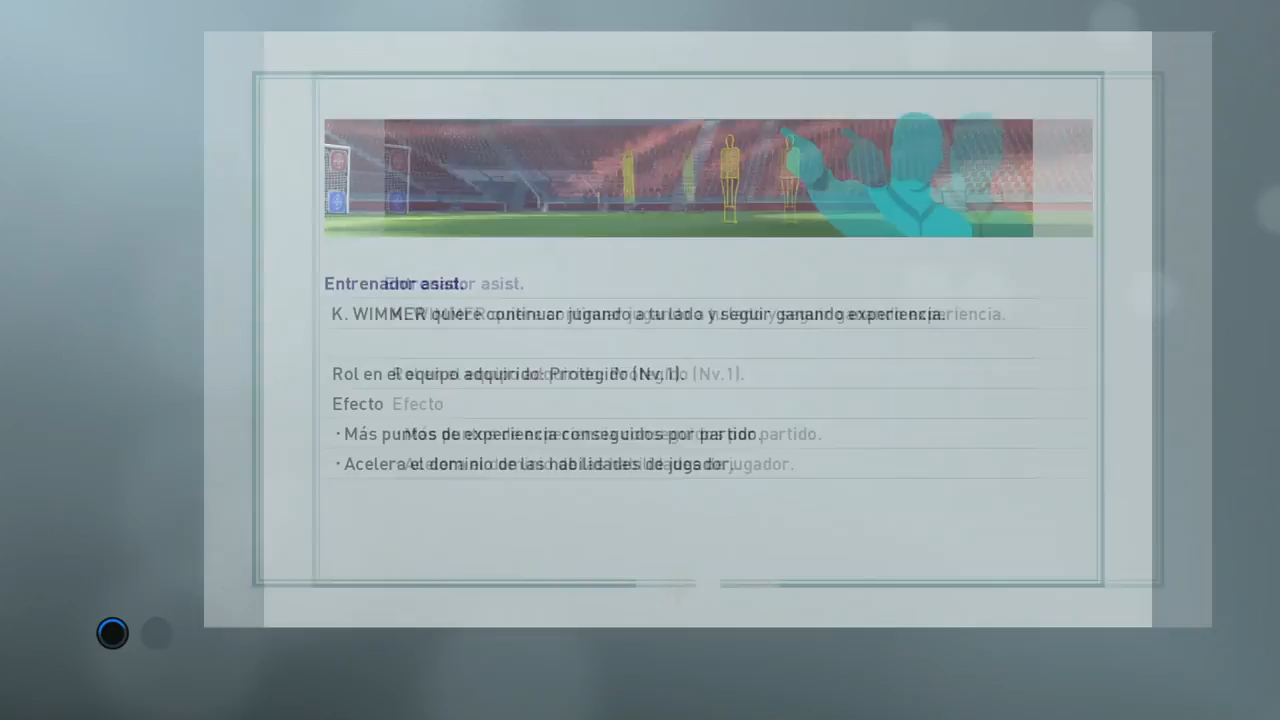 Entrenador asist.
K. WIMMER quiere continuar jugando a tu lado y seguir ganando experiencia.
Rol en el equipo adquirido: Protegido (Nv.1).
Efecto
・Más puntos de experiencia conseguidos por partido.
・Acelera el dominio de las habilidades de jugador.